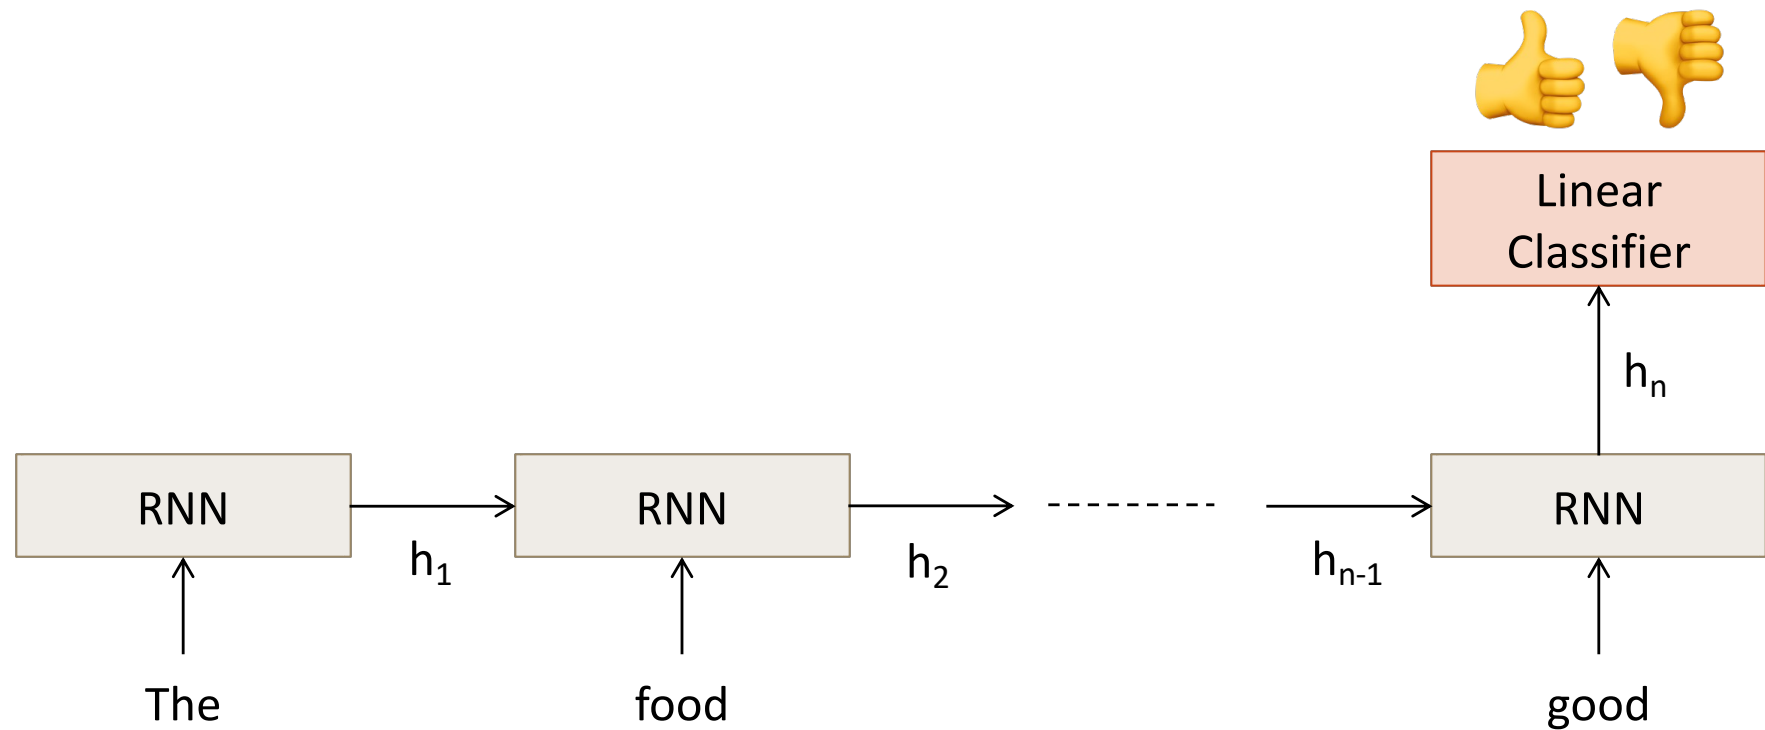 Linear
Classifier
hₙ
RNN
RNN
RNN
h₁
h₂
hₙ₋₁
The
food
good